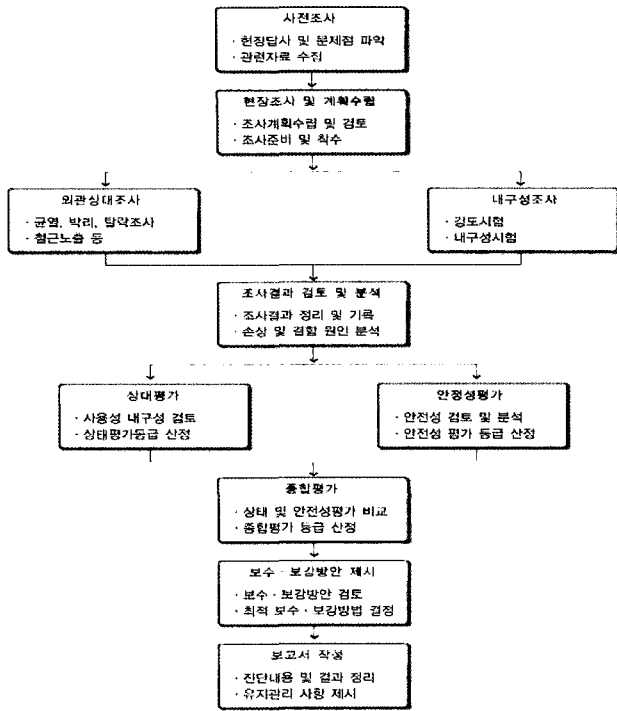 사전조사
· 현장답사 및 문제점 파악
· 관련자료 수집
현장조사 및 계획수립
· 조사계획수립 및 검토
· 조사준비 및 착수
외관상태조사
· 균열, 박리, 탈락조사
· 철근노출 등
내구성조사
· 강도시험
· 내구성시험
조사결과 검토 및 분석
· 조사결과 정리 및 기록
· 손상 및 결함 원인 분석
상태평가
· 사용성 내구성 검토
· 상태평가등급 산정
안정성평가
· 안전성 검토 및 분석
· 안전성 평가 등급 산정
종합평가
· 상태 및 안전성평가 비교
· 종합평가 등급 산정
보수 · 보강방안 제시
· 보수 · 보강방안 검토
· 최적 보수 · 보강방법 결정
보고서 작성
· 진단내용 및 결과 정리
· 유지관리 사항 제시